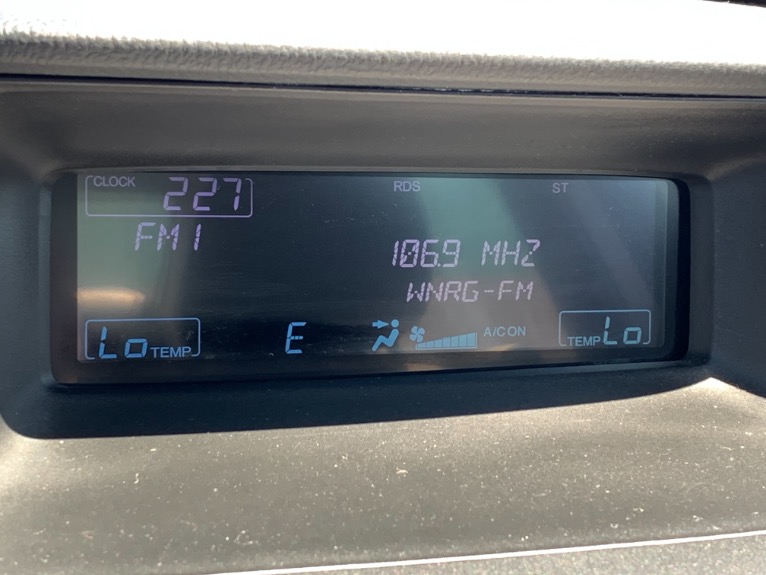 CLOCK 227 RDS ST
FM1
106.9 MHZ
WNRG-FM
Lo TEMP E A/C ON TEMP Lo